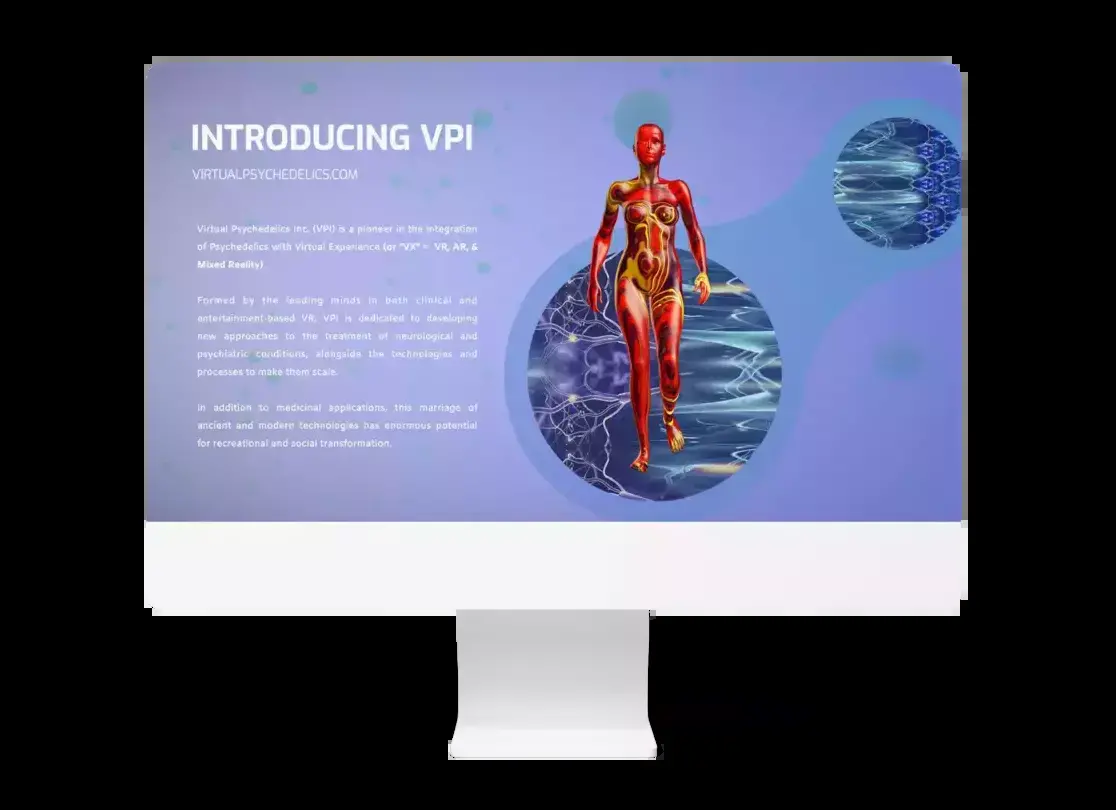 INTRODUCING VPI
VIRTUALPSYCHEDELICS.COM
Virtual Psychedelics Inc. (VPI) is a pioneer in the integration
of Psychedelics with Virtual Experience (or "VX" = VR, AR, &
Mixed Reality)
Formed by the leading minds in both clinical and
entertainment-based VR, VPI is dedicated to developing
new approaches to the treatment of neurological and
psychiatric conditions, alongside the technologies and
processes to make them scale.
In addition to medicinal applications, this marriage of
ancient and modern technologies has enormous potential
for recreational and social transformation.